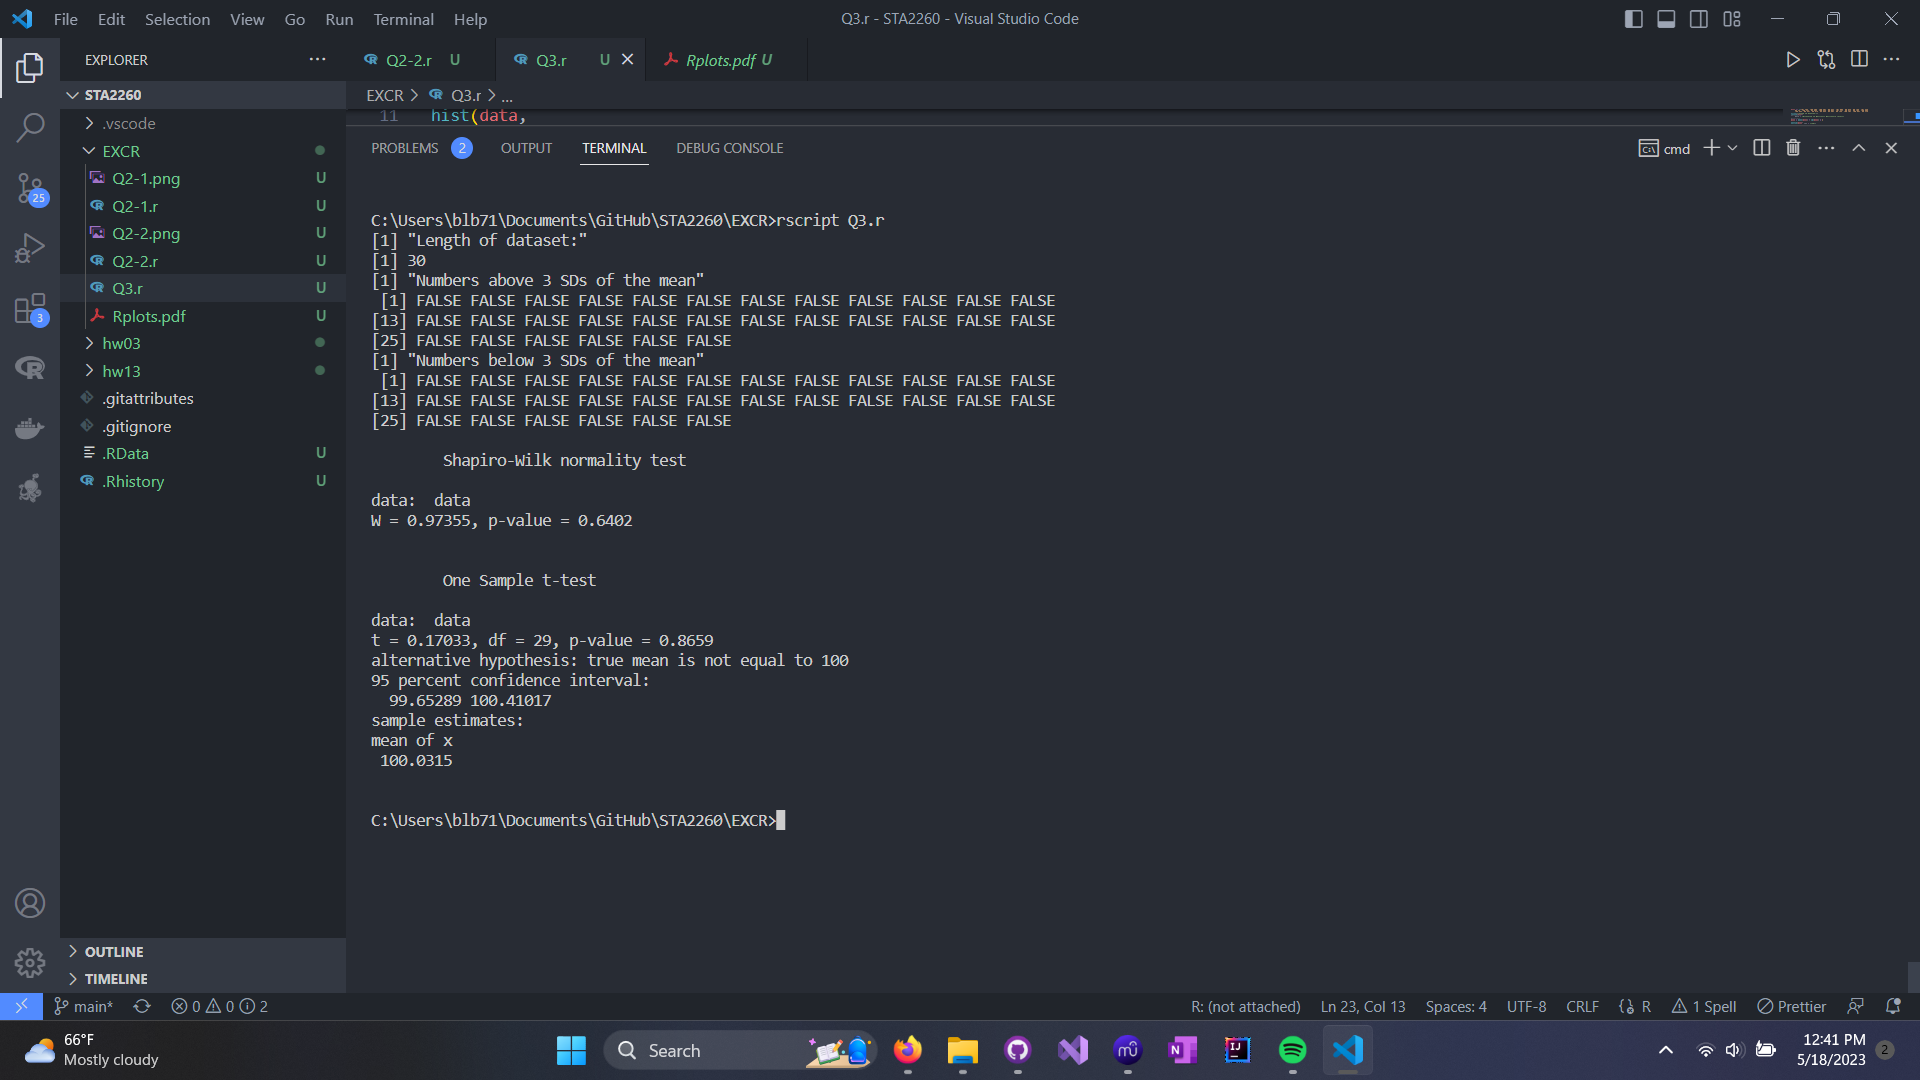 File Edit Selection View Go Run Terminal Help
Q3.r - STA2260 - Visual Studio Code
EXPLORER
Q2-2.r U
Q3.r U
Rplots.pdf U
STA2260
EXCR > Q3.r > ...
.vscode
11 hist(data,
EXCR
PROBLEMS 2 OUTPUT TERMINAL DEBUG CONSOLE
cmd
Q2-1.png U
Q2-1.r U
Q2-2.png U
Q2-2.r U
Q3.r U
Rplots.pdf U
hw03
hw13
.gitattributes
.gitignore
.RData U
.Rhistory U
25
3
C:\Users\blb71\Documents\GitHub\STA2260\EXCR>rscript Q3.r
[1] "Length of dataset:"
[1] 30
[1] "Numbers above 3 SDs of the mean"
[1] FALSE FALSE FALSE FALSE FALSE FALSE FALSE FALSE FALSE FALSE FALSE FALSE
[13] FALSE FALSE FALSE FALSE FALSE FALSE FALSE FALSE FALSE FALSE FALSE FALSE
[25] FALSE FALSE FALSE FALSE FALSE FALSE
[1] "Numbers below 3 SDs of the mean"
[1] FALSE FALSE FALSE FALSE FALSE FALSE FALSE FALSE FALSE FALSE FALSE FALSE
[13] FALSE FALSE FALSE FALSE FALSE FALSE FALSE FALSE FALSE FALSE FALSE FALSE
[25] FALSE FALSE FALSE FALSE FALSE FALSE
Shapiro-Wilk normality test
data: data
W = 0.97355, p-value = 0.6402
One Sample t-test
data: data
t = 0.17033, df = 29, p-value = 0.8659
alternative hypothesis: true mean is not equal to 100
95 percent confidence interval:
99.65289 100.41017
sample estimates:
mean of x
100.0315
C:\Users\blb71\Documents\GitHub\STA2260\EXCR>
OUTLINE
TIMELINE
main* 0 0 2
R: (not attached) Ln 23, Col 13 Spaces: 4 UTF-8 CRLF R 1 Spell Prettier
66°F
Mostly cloudy
Search
12:41 PM
5/18/2023
2